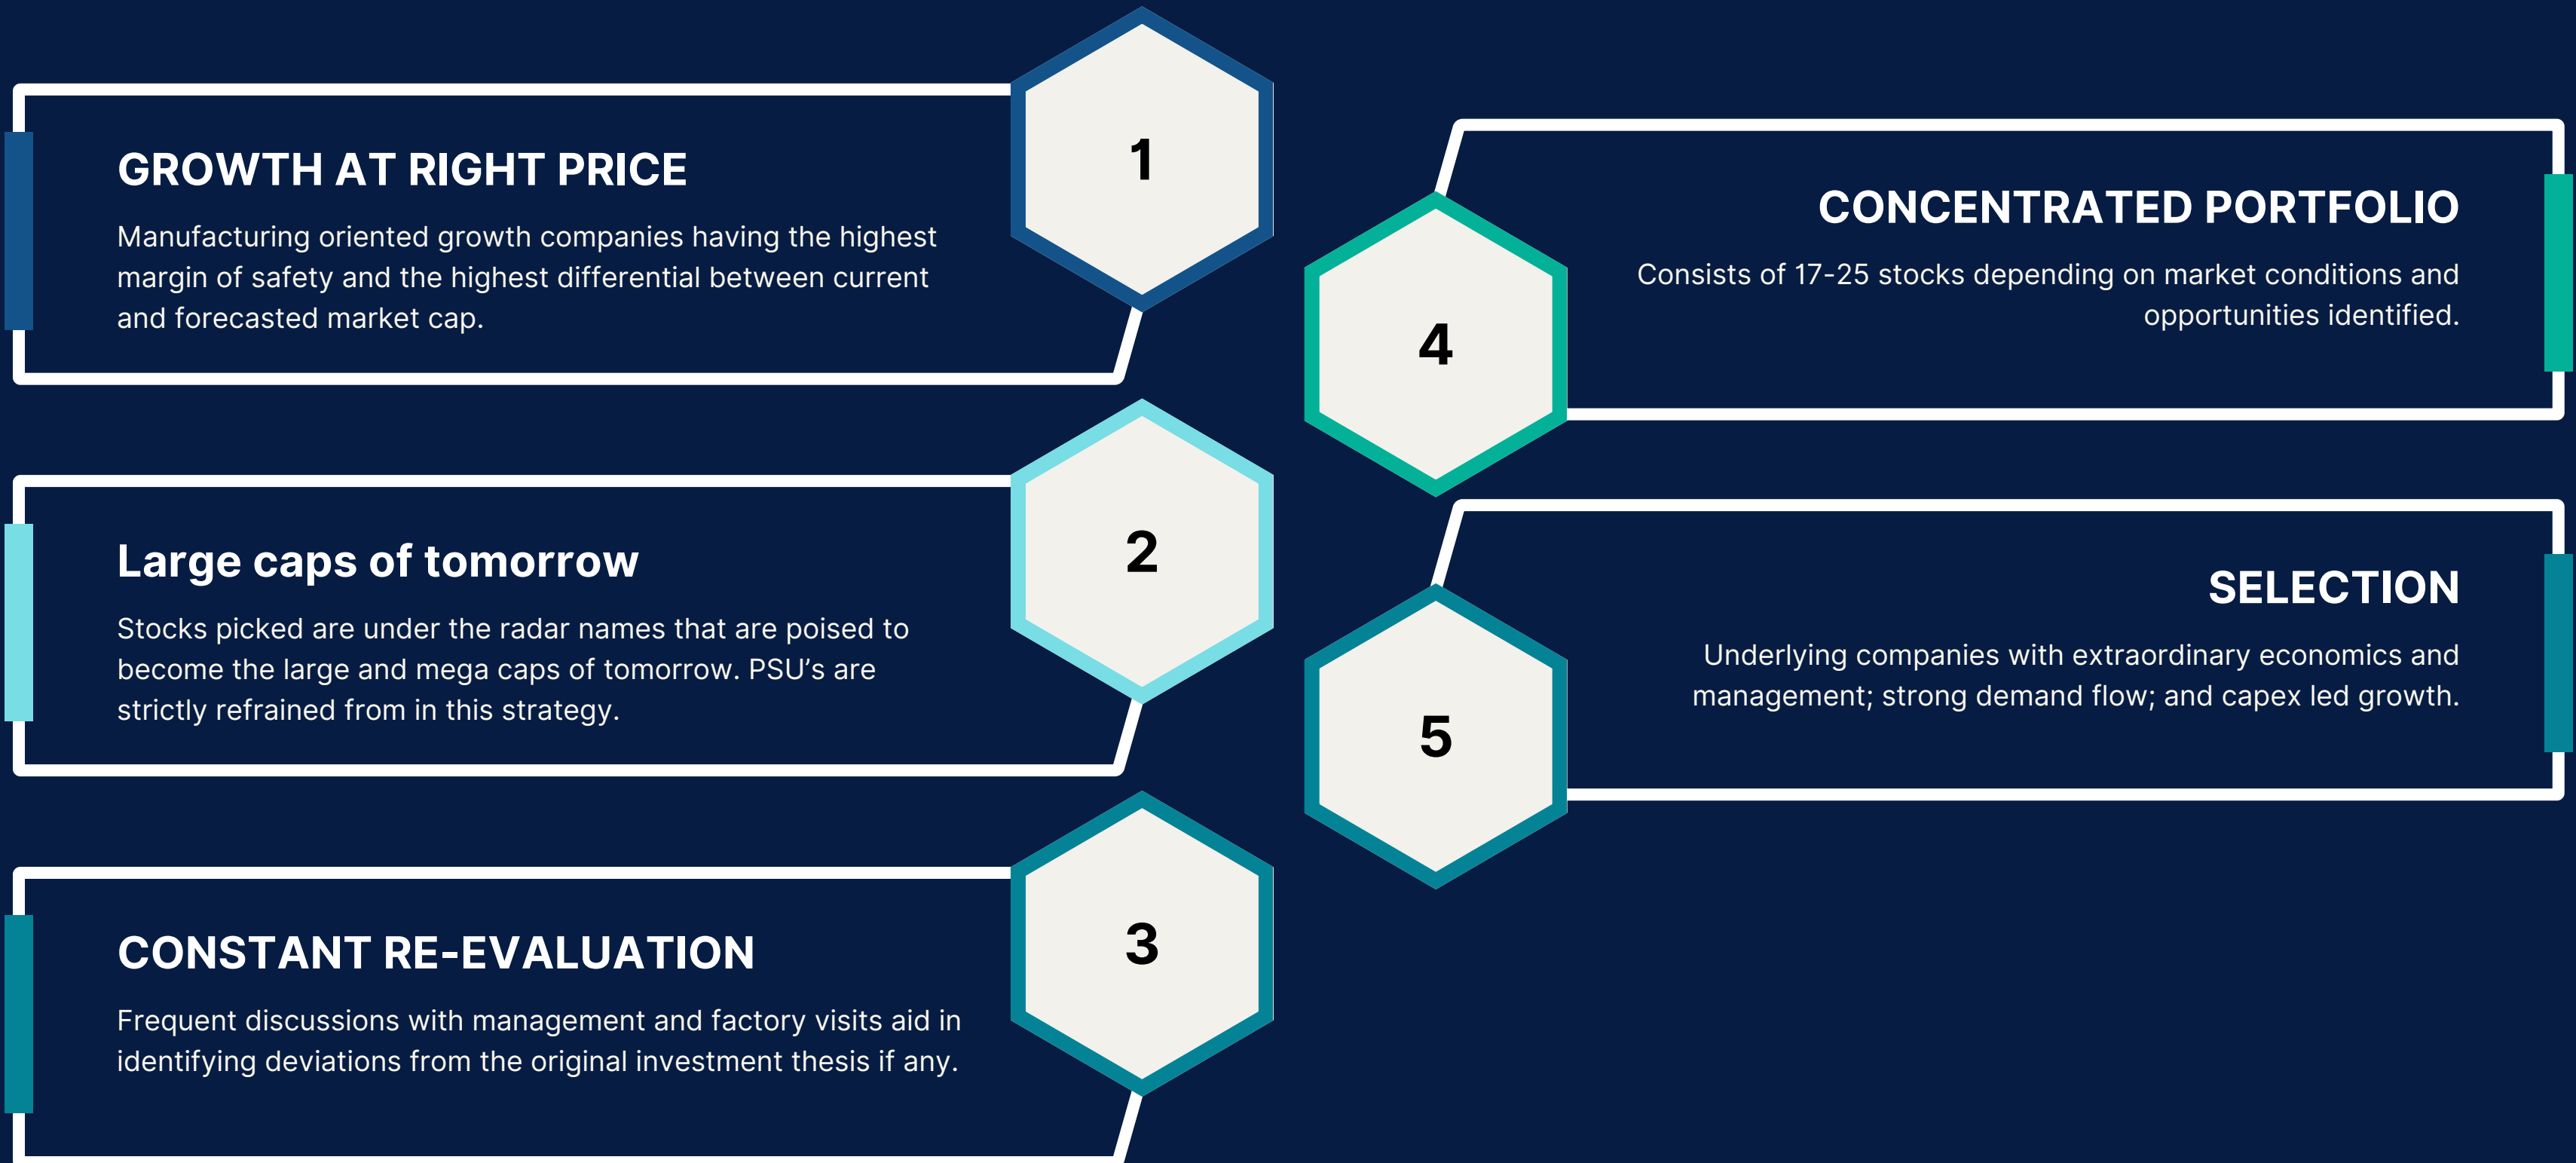 1
GROWTH AT RIGHT PRICE
Manufacturing oriented growth companies having the highest
margin of safety and the highest differential between current
and forecasted market cap.
2
Large caps of tomorrow
Stocks picked are under the radar names that are poised to
become the large and mega caps of tomorrow. PSU’s are
strictly refrained from in this strategy.
3
CONSTANT RE-EVALUATION
Frequent discussions with management and factory visits aid in
identifying deviations from the original investment thesis if any.
4
CONCENTRATED PORTFOLIO
Consists of 17-25 stocks depending on market conditions and
opportunities identified.
5
SELECTION
Underlying companies with extraordinary economics and
management; strong demand flow; and capex led growth.